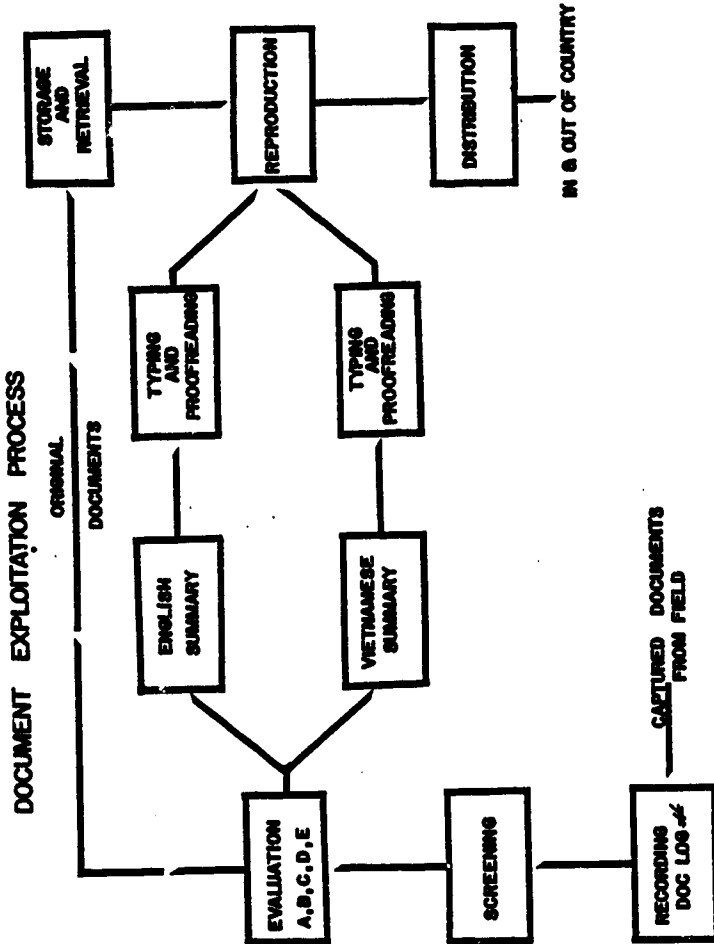 DOCUMENT EXPLOITATION PROCESS
ORIGINAL
DOCUMENTS
EVALUATION
A,B,C,D,E
SCREENING
RECORDING
DOC LOG #
CAPTURED DOCUMENTS
FROM FIELD
ENGLISH
SUMMARY
VIETNAMESE
SUMMARY
TYPING
AND
PROOFREADING
TYPING
AND
PROOFREADING
STORAGE
AND
RETRIEVAL
REPRODUCTION
DISTRIBUTION
IN & OUT OF COUNTRY